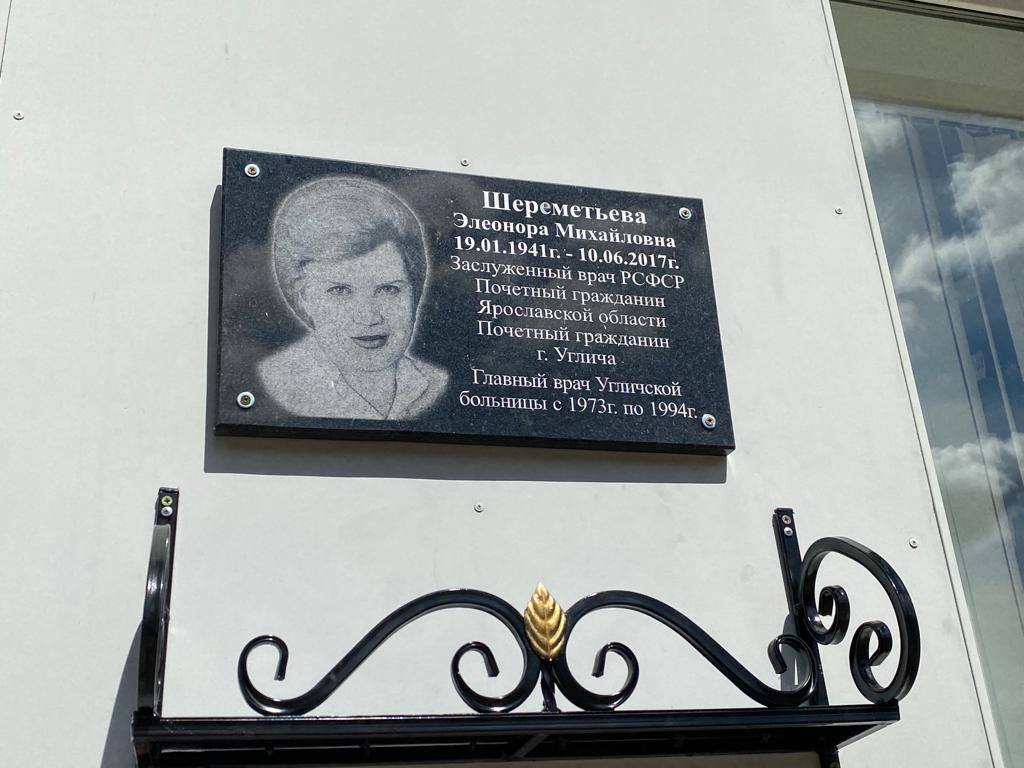 Шереметьева
Элеонора Михайловна
19.01.1941г. - 10.06.2017г.
Заслуженный врач РСФСР
Почетный гражданин
Ярославской области
Почетный гражданин
г. Углича
Главный врач Угличской
больницы с 1973г. по 1994г.